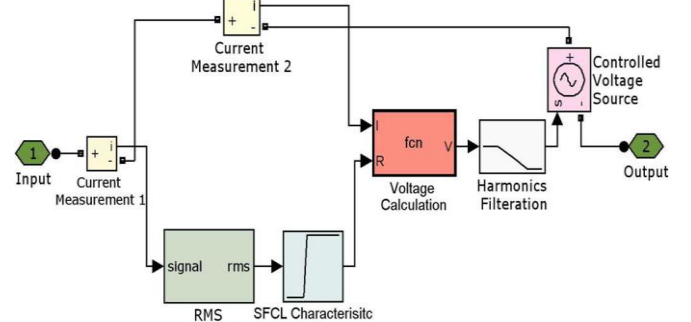 i
+
-
Current
Measurement 2
+
Controlled
Voltage
Source
s
-
1
Input
+
i
-
Current
Measurement 1
I
fcn
V
R
Voltage
Calculation
Harmonics
Filteration
2
Output
signal
rms
RMS
SFCL Characterisitc